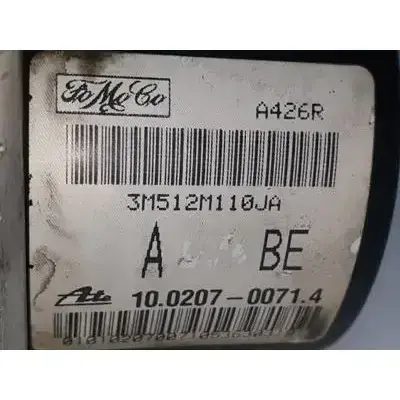 FoMoCo
A426R
3M512M110JA
A BE
Ate 10.0207-0071.4